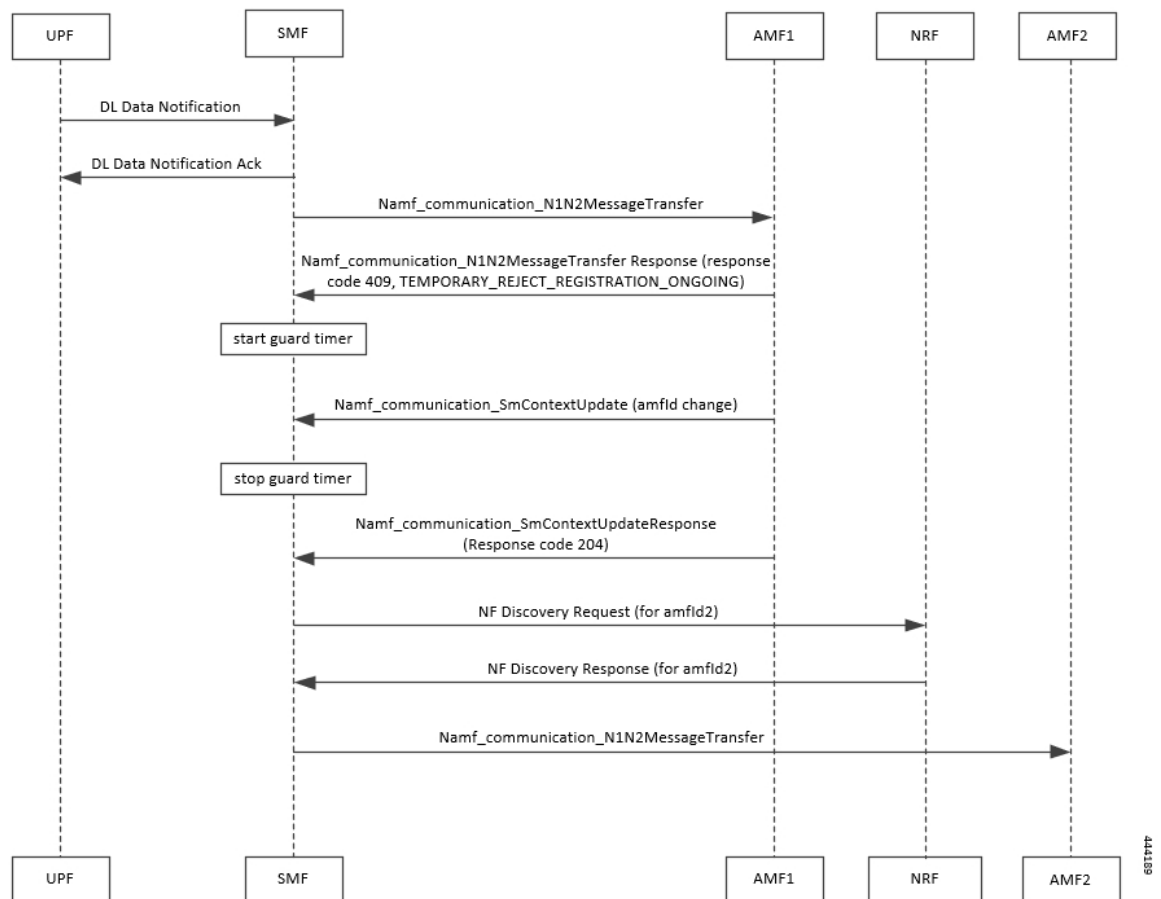 UPF
SMF
AMF1
NRF
AMF2
DL Data Notification
DL Data Notification Ack
Namf_communication_N1N2MessageTransfer
Namf_communication_N1N2MessageTransfer Response (response
code 409, TEMPORARY_REJECT_REGISTRATION_ONGOING)
start guard timer
Namf_communication_SmContextUpdate (amfId change)
stop guard timer
Namf_communication_SmContextUpdateResponse
(Response code 204)
NF Discovery Request (for amfId2)
NF Discovery Response (for amfId2)
Namf_communication_N1N2MessageTransfer
UPF
SMF
AMF1
NRF
AMF2
444189